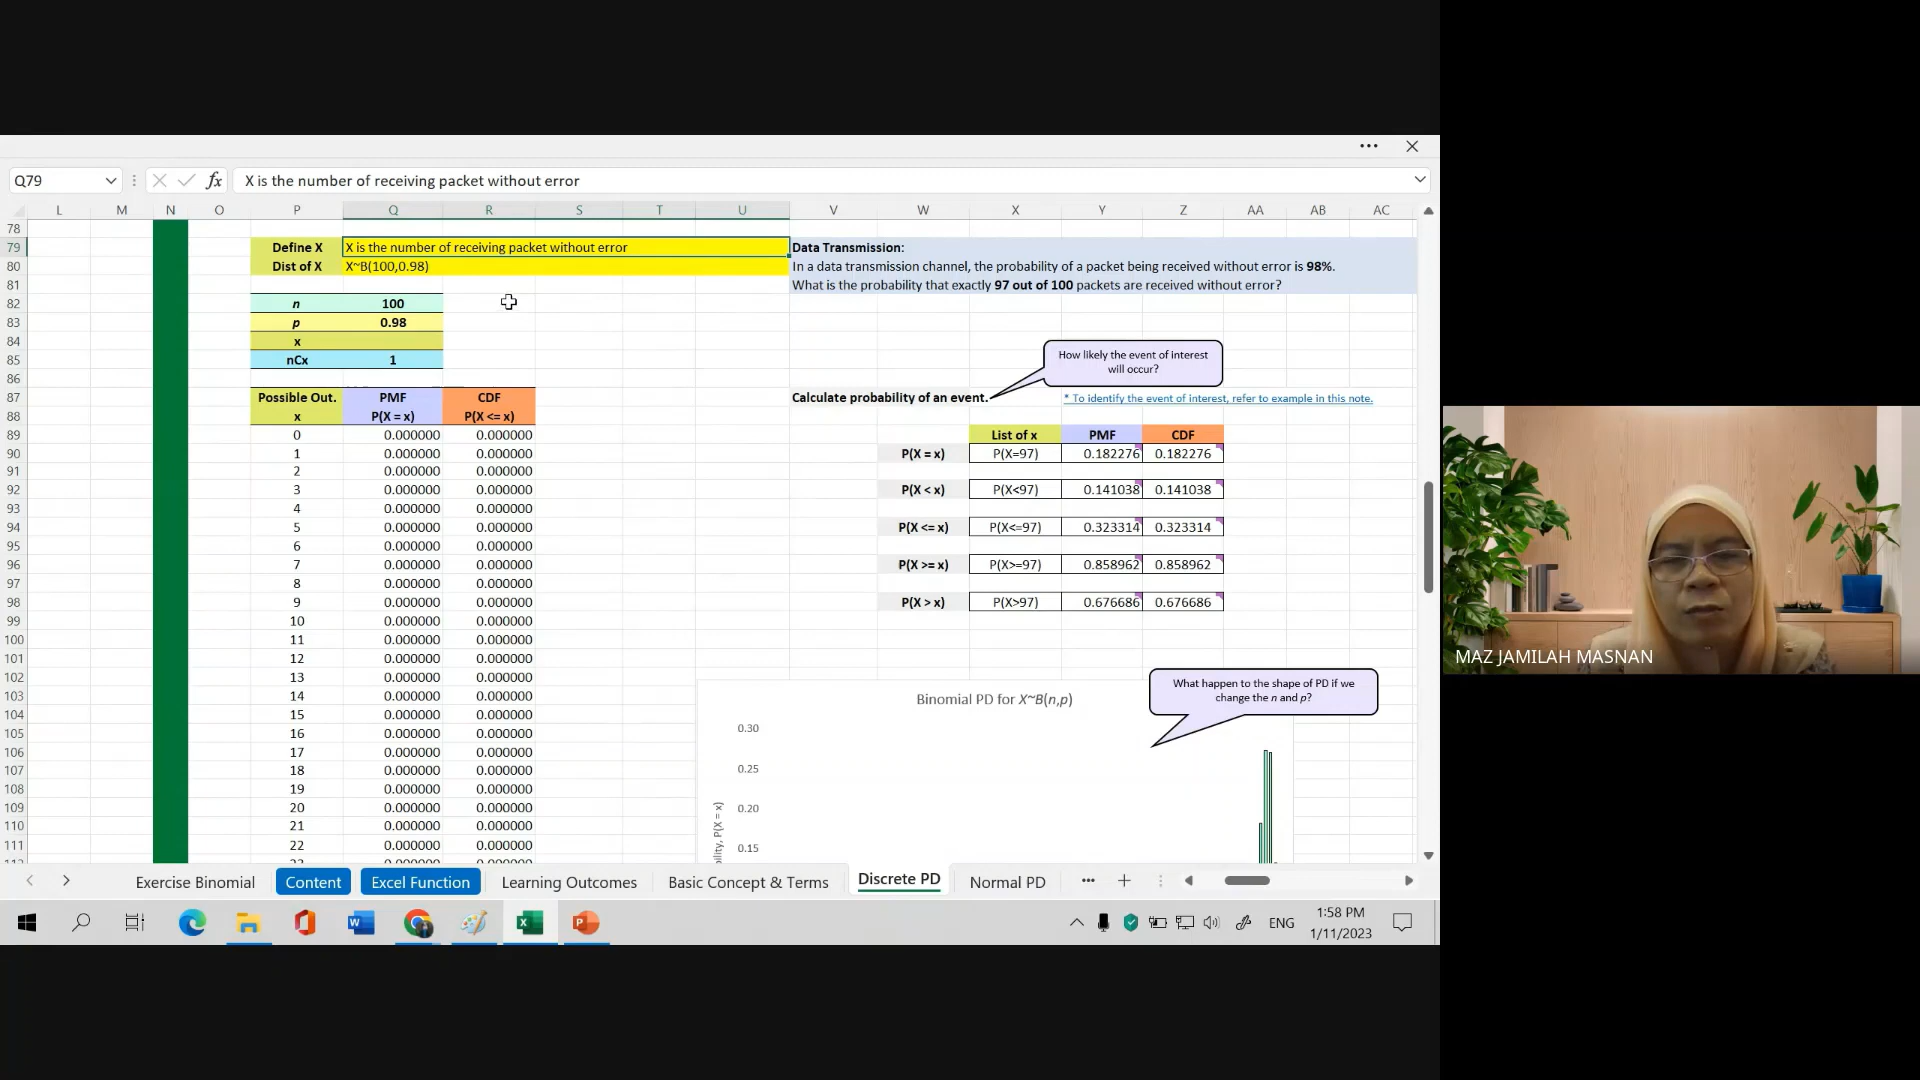 Q79
fx
X is the number of receiving packet without error
L M N O P Q R S T U V W X Y Z AA AB AC
78
79 Define X X is the number of receiving packet without error Data Transmission:
80 Dist of X X~B(100,0.98) In a data transmission channel, the probability of a packet being received without error is 98%.
81 What is the probability that exactly 97 out of 100 packets are received without error?
82 n 100
83 p 0.98
84 x
85 nCx 1
How likely the event of interest
will occur?
86
87 Possible Out. PMF CDF Calculate probability of an event. * To identify the event of interest, refer to example in this note.
88 x P(X = x) P(X <= x)
89 0 0.000000 0.000000 List of x PMF CDF
90 1 0.000000 0.000000 P(X = x) P(X=97) 0.182276 0.182276
91 2 0.000000 0.000000
92 3 0.000000 0.000000 P(X < x) P(X<97) 0.141038 0.141038
93 4 0.000000 0.000000
94 5 0.000000 0.000000 P(X <= x) P(X<=97) 0.323314 0.323314
95 6 0.000000 0.000000
96 7 0.000000 0.000000 P(X >= x) P(X>=97) 0.858962 0.858962
97 8 0.000000 0.000000
98 9 0.000000 0.000000 P(X > x) P(X>97) 0.676686 0.676686
99 10 0.000000 0.000000
100 11 0.000000 0.000000
101 12 0.000000 0.000000
102 13 0.000000 0.000000
103 14 0.000000 0.000000
104 15 0.000000 0.000000
105 16 0.000000 0.000000
106 17 0.000000 0.000000
107 18 0.000000 0.000000
108 19 0.000000 0.000000
109 20 0.000000 0.000000
110 21 0.000000 0.000000
111 22 0.000000 0.000000
What happen to the shape of PD if we
change the n and p?
Binomial PD for X~B(n,p)
0.30
0.25
0.20
0.15
P(X = x)
MAZ JAMILAH MASNAN
Exercise Binomial Content Excel Function Learning Outcomes Basic Concept & Terms Discrete PD Normal PD
ENG
1:58 PM
1/11/2023